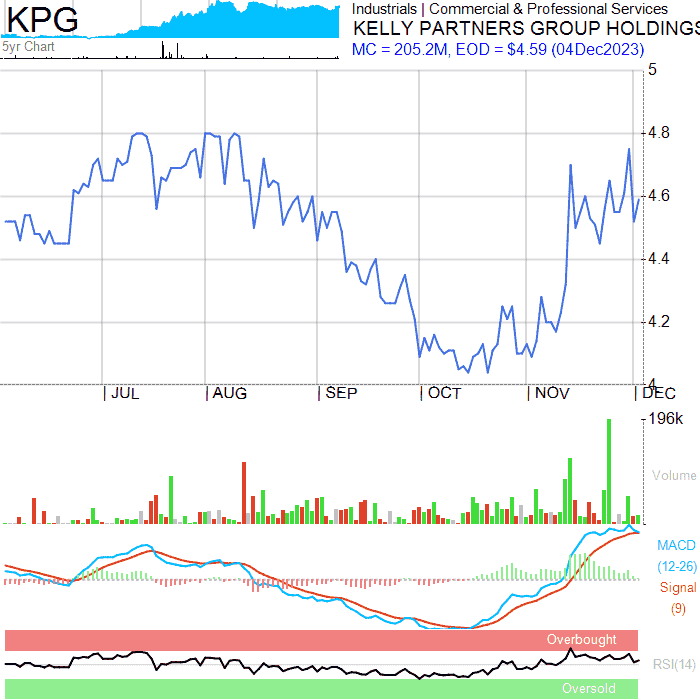 KPG
5yr Chart
Industrials | Commercial & Professional Services
KELLY PARTNERS GROUP HOLDINGS
MC = 205.2M, EOD = $4.59 (04Dec2023)
5
4.8
4.6
4.4
4.2
4
JUL
AUG
SEP
OCT
NOV
DEC
196k
Volume
MACD
(12-26)
Signal
(9)
Overbought
RSI(14)
Oversold